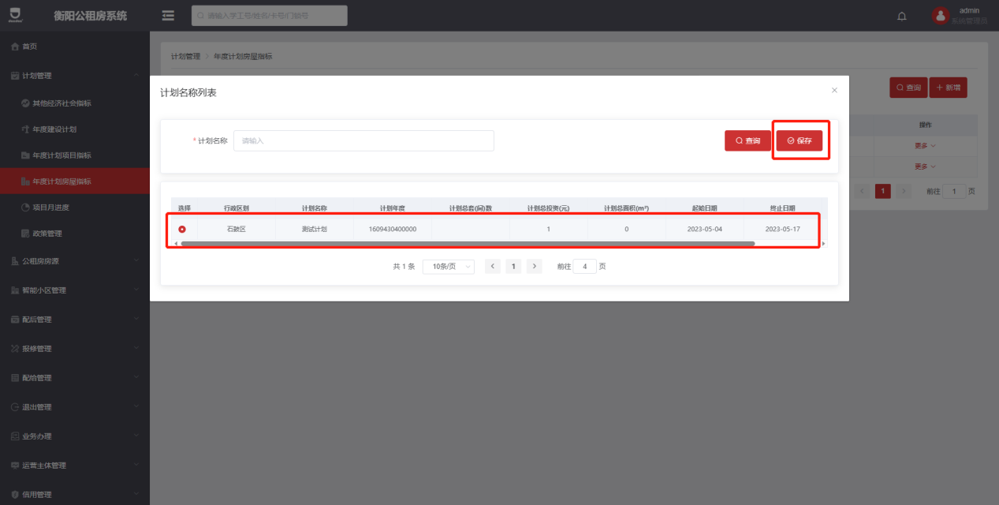 衡阳公租房系统
请输入学工号/姓名/卡号/门锁号
admin
系统管理员
首页
计划管理
其他经济社会指标
年度建设计划
年度计划项目指标
年度计划房屋指标
项目月进度
政策管理
公租房房源
智能小区管理
配后管理
报修管理
配给管理
退出管理
业务办理
运营主体管理
信用管理
计划管理 > 年度计划房屋指标
查询
新增
操作
更多
更多
1
前往 1 页
计划名称列表
* 计划名称
请输入
查询
保存
选择 行政区划 计划名称 计划年度 计划总套(间)数 计划总投资(元) 计划总面积(m²) 起始日期 终止日期
石鼓区 测试计划 1609430400000 1 0 2023-05-04 2023-05-17
共 1 条 10条/页 < 1 > 前往 4 页